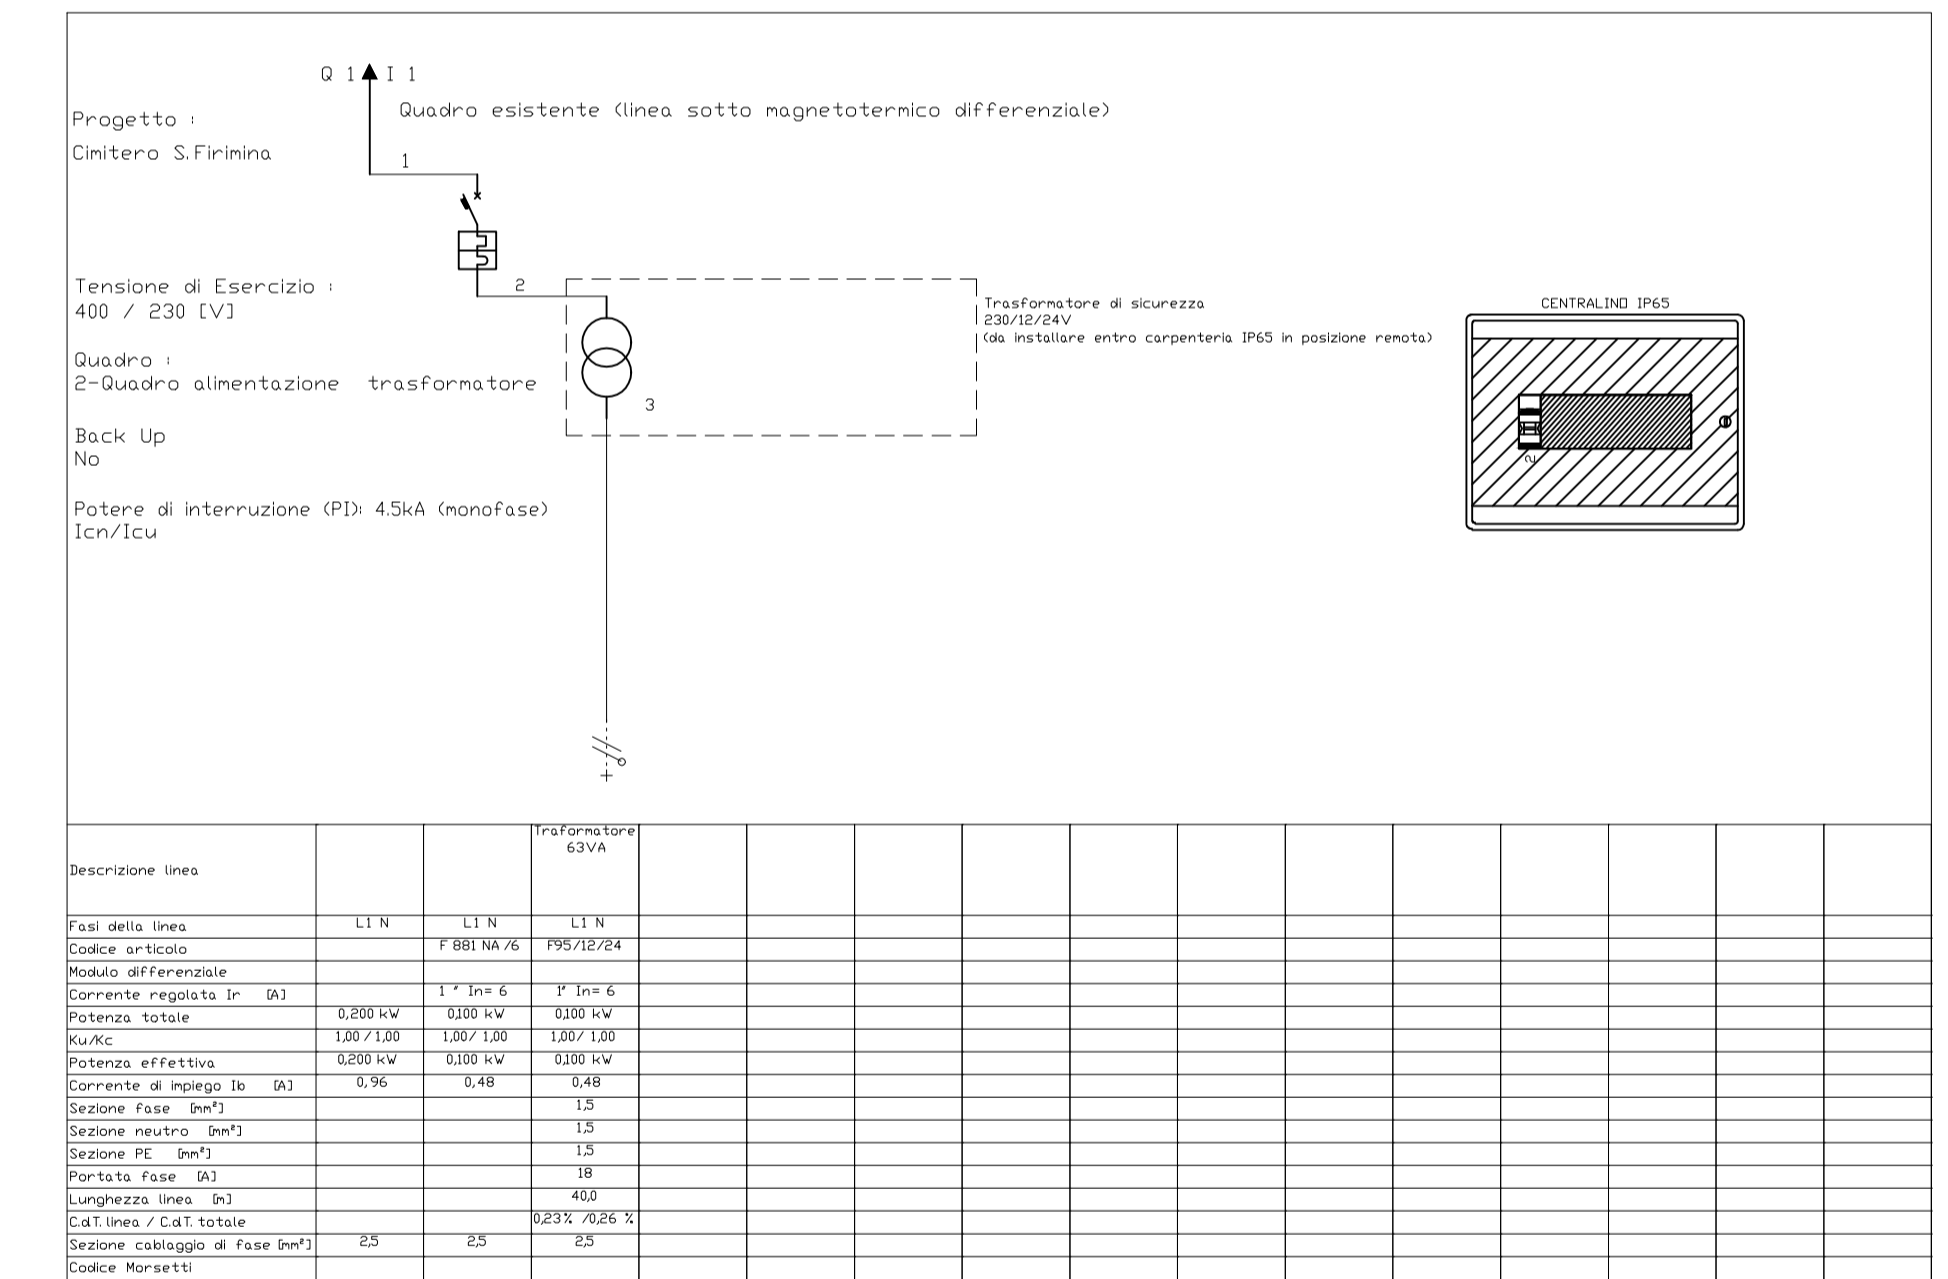 Q 1 I 1
Quadro esistente (linea sotto magnetotermico differenziale)
Progetto :
Cimitero S.Firimina
1
Tensione di Esercizio :
400 / 230 [V]
2
Trasformatore di sicurezza
230/12/24V
(da installare entro carpenteria IP65 in posizione remota)
CENTRALINO IP65
Quadro :
2-Quadro alimentazione trasformatore
3
Back Up
No
2
Potere di interruzione (PI): 4.5kA (monofase)
Icn/Icu
Descrizione linea
Traformatore
63VA
Fasi della linea L1 N L1 N L1 N
Codice articolo F 881 NA /6 F95/12/24
Modulo differenziale
Corrente regolata Ir [A] 1 " In= 6 1" In= 6
Potenza totale 0,200 kW 0,100 kW 0,100 kW
Ku/Kc 1,00 / 1,00 1,00/ 1,00 1,00/ 1,00
Potenza effettiva 0,200 kW 0,100 kW 0,100 kW
Corrente di impiego Ib [A] 0,96 0,48 0,48
Sezione fase [mm²] 1,5
Sezione neutro [mm²] 1,5
Sezione PE [mm²] 1,5
Portata fase [A] 18
Lunghezza linea [m] 40,0
C.d.T. linea / C.d.T. totale 0,23% /0,26 %
Sezione cablaggio di fase [mm²] 2,5 2,5 2,5
Codice Morsetti